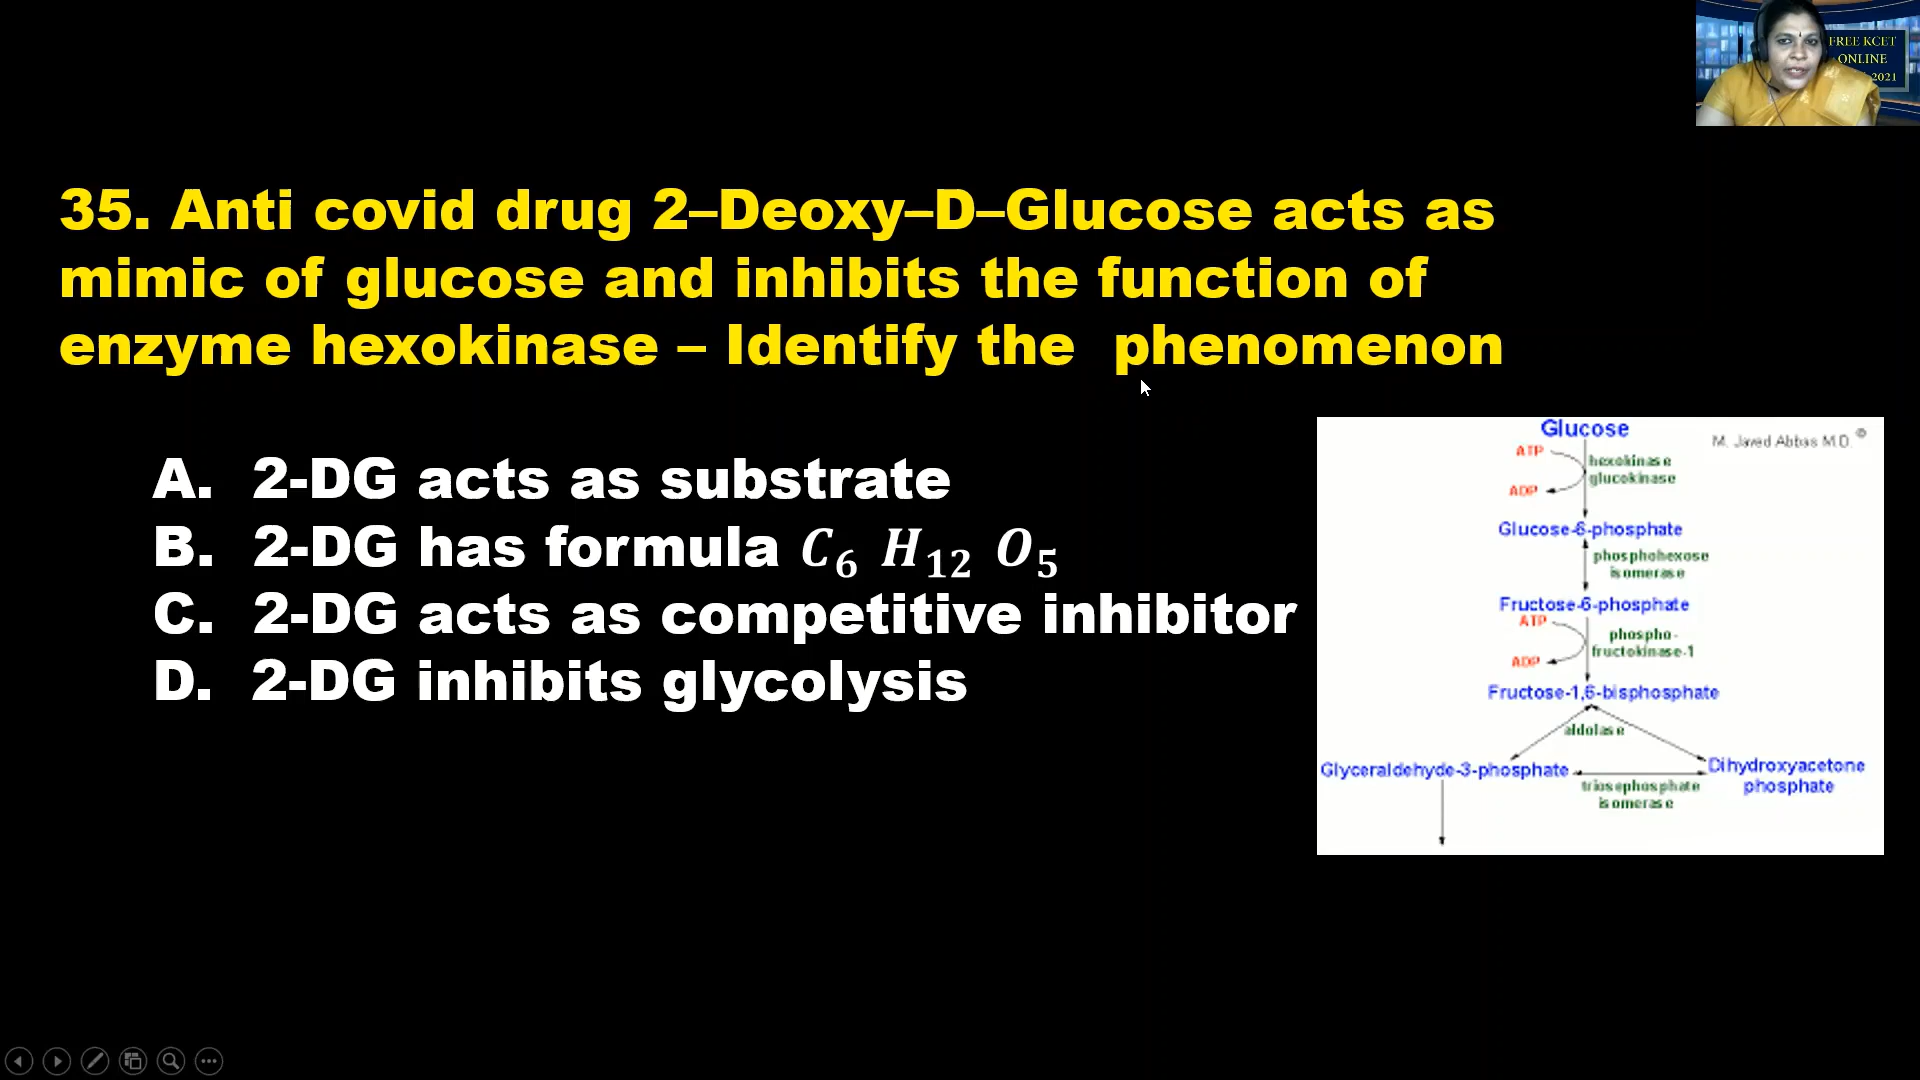 FREE KCET
ONLINE
2021
35. Anti covid drug 2–Deoxy–D–Glucose acts as
mimic of glucose and inhibits the function of
enzyme hexokinase – Identify the phenomenon
A. 2-DG acts as substrate
B. 2-DG has formula C₆ H₁₂ O₅
C. 2-DG acts as competitive inhibitor
D. 2-DG inhibits glycolysis
Glucose
M. Javed Abbas M.D. ©
ATP
hexokinase
glucokinase
ADP
Glucose-6-phosphate
phosphohexose
isomerase
Fructose-6-phosphate
ATP
phospho-
fructokinase-1
ADP
Fructose-1,6-bisphosphate
aldolase
Glyceraldehyde-3-phosphate
Dihydroxyacetone
phosphate
triosephosphate
isomerase